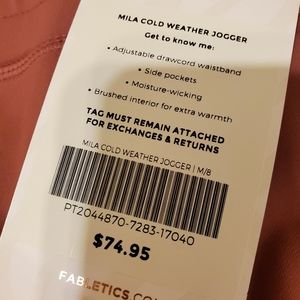 MILA COLD WEATHER JOGGER
Get to know me:
• Adjustable drawcord waistband
• Side pockets
• Moisture-wicking
• Brushed interior for extra warmth
TAG MUST REMAIN ATTACHED
FOR EXCHANGES & RETURNS
MILA COLD WEATHER JOGGER | M/8
PT2044870-7283-17040
$74.95
FABLETICS.CO